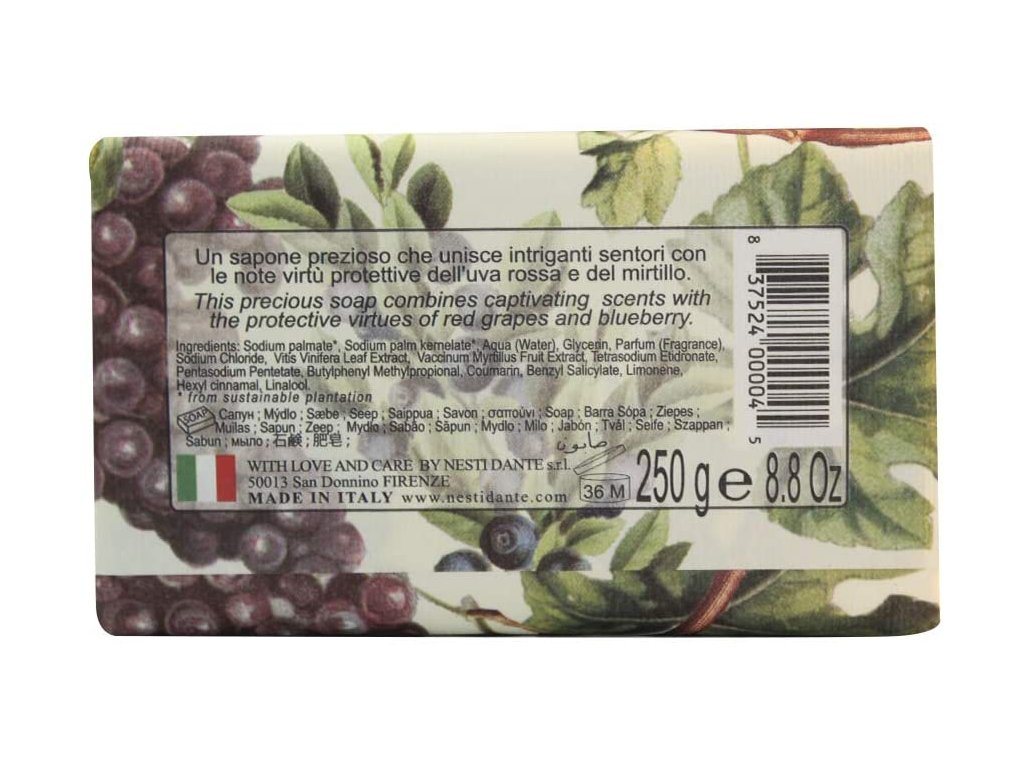 Un sapone prezioso che unisce intriganti sentori con
le note virtù protettive dell'uva rossa e del mirtillo.
This precious soap combines captivating scents with
the protective virtues of red grapes and blueberry.
Ingredients: Sodium palmate*, Sodium palm kernelate*, Aqua (Water), Glycerin, Parfum (Fragrance),
Sodium Chloride, Vitis Vinifera Leaf Extract, Vaccinum Myrtillus Fruit Extract, Tetrasodium Etidronate,
Pentasodium Pentetate, Butylphenyl Methylpropional, Coumarin, Benzyl Salicylate, Limonene,
Hexyl cinnamal, Linalool.
* from sustainable plantation
SOAP
Сапун ; Mýdlo ; Sæbe ; Seep ; Saippua ; Savon ; σαπούνι ; Soap ; Barra Sópa ; Ziepes ;
Muilas ; Sapun ; Zeep ; Mydło ; Sabão ; Săpun ; Mydlo ; Milo ; Jabón ; Tvål ; Seife ; Szappan ;
Sabun ; мыло ; 石鹸 ; 肥皂 ; صابون
WITH LOVE AND CARE BY NESTI DANTE s.r.l.
50013 San Donnino FIRENZE
MADE IN ITALY www.nestidante.com
36 M
250 g e 8.8 Oz
8 37524 00004 5